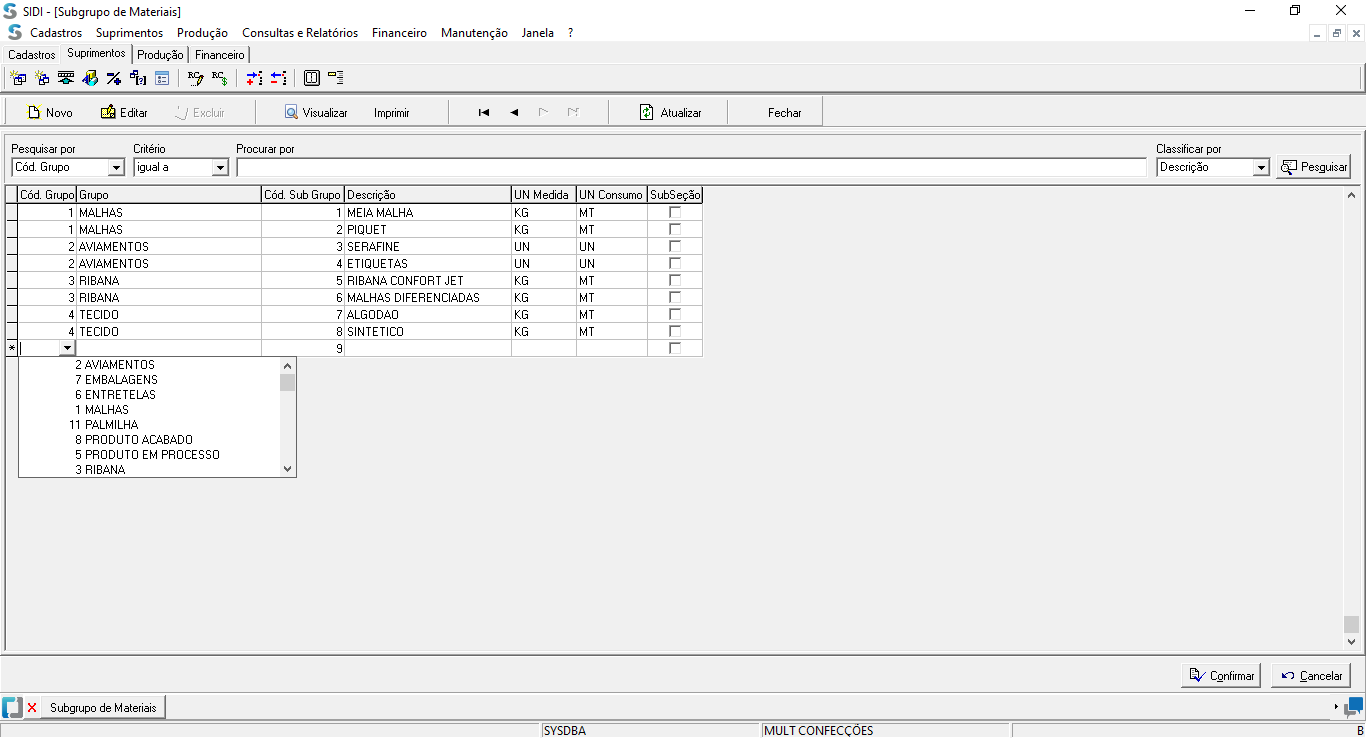 SIDI - [Subgrupo de Materiais]
Cadastros Suprimentos Produção Consultas e Relatórios Financeiro Manutenção Janela ?
Cadastros Suprimentos Produção Financeiro
Novo Editar Excluir Visualizar Imprimir Atualizar Fechar
Pesquisar por Critério Procurar por Classificar por
Cód. Grupo igual a Descrição Pesquisar
Cód. Grupo Grupo Cód. Sub Grupo Descrição UN Medida UN Consumo SubSeção
1 MALHAS 1 MEIA MALHA KG MT
1 MALHAS 2 PIQUET KG MT
2 AVIAMENTOS 3 SERAFINE UN UN
2 AVIAMENTOS 4 ETIQUETAS UN UN
3 RIBANA 5 RIBANA CONFORT JET KG MT
3 RIBANA 6 MALHAS DIFERENCIADAS KG MT
4 TECIDO 7 ALGODAO KG MT
4 TECIDO 8 SINTETICO KG MT
* 9
2 AVIAMENTOS
7 EMBALAGENS
6 ENTRETELAS
1 MALHAS
11 PALMILHA
8 PRODUTO ACABADO
5 PRODUTO EM PROCESSO
3 RIBANA
Confirmar Cancelar
Subgrupo de Materiais
SYSDBA MULT CONFECÇÕES B